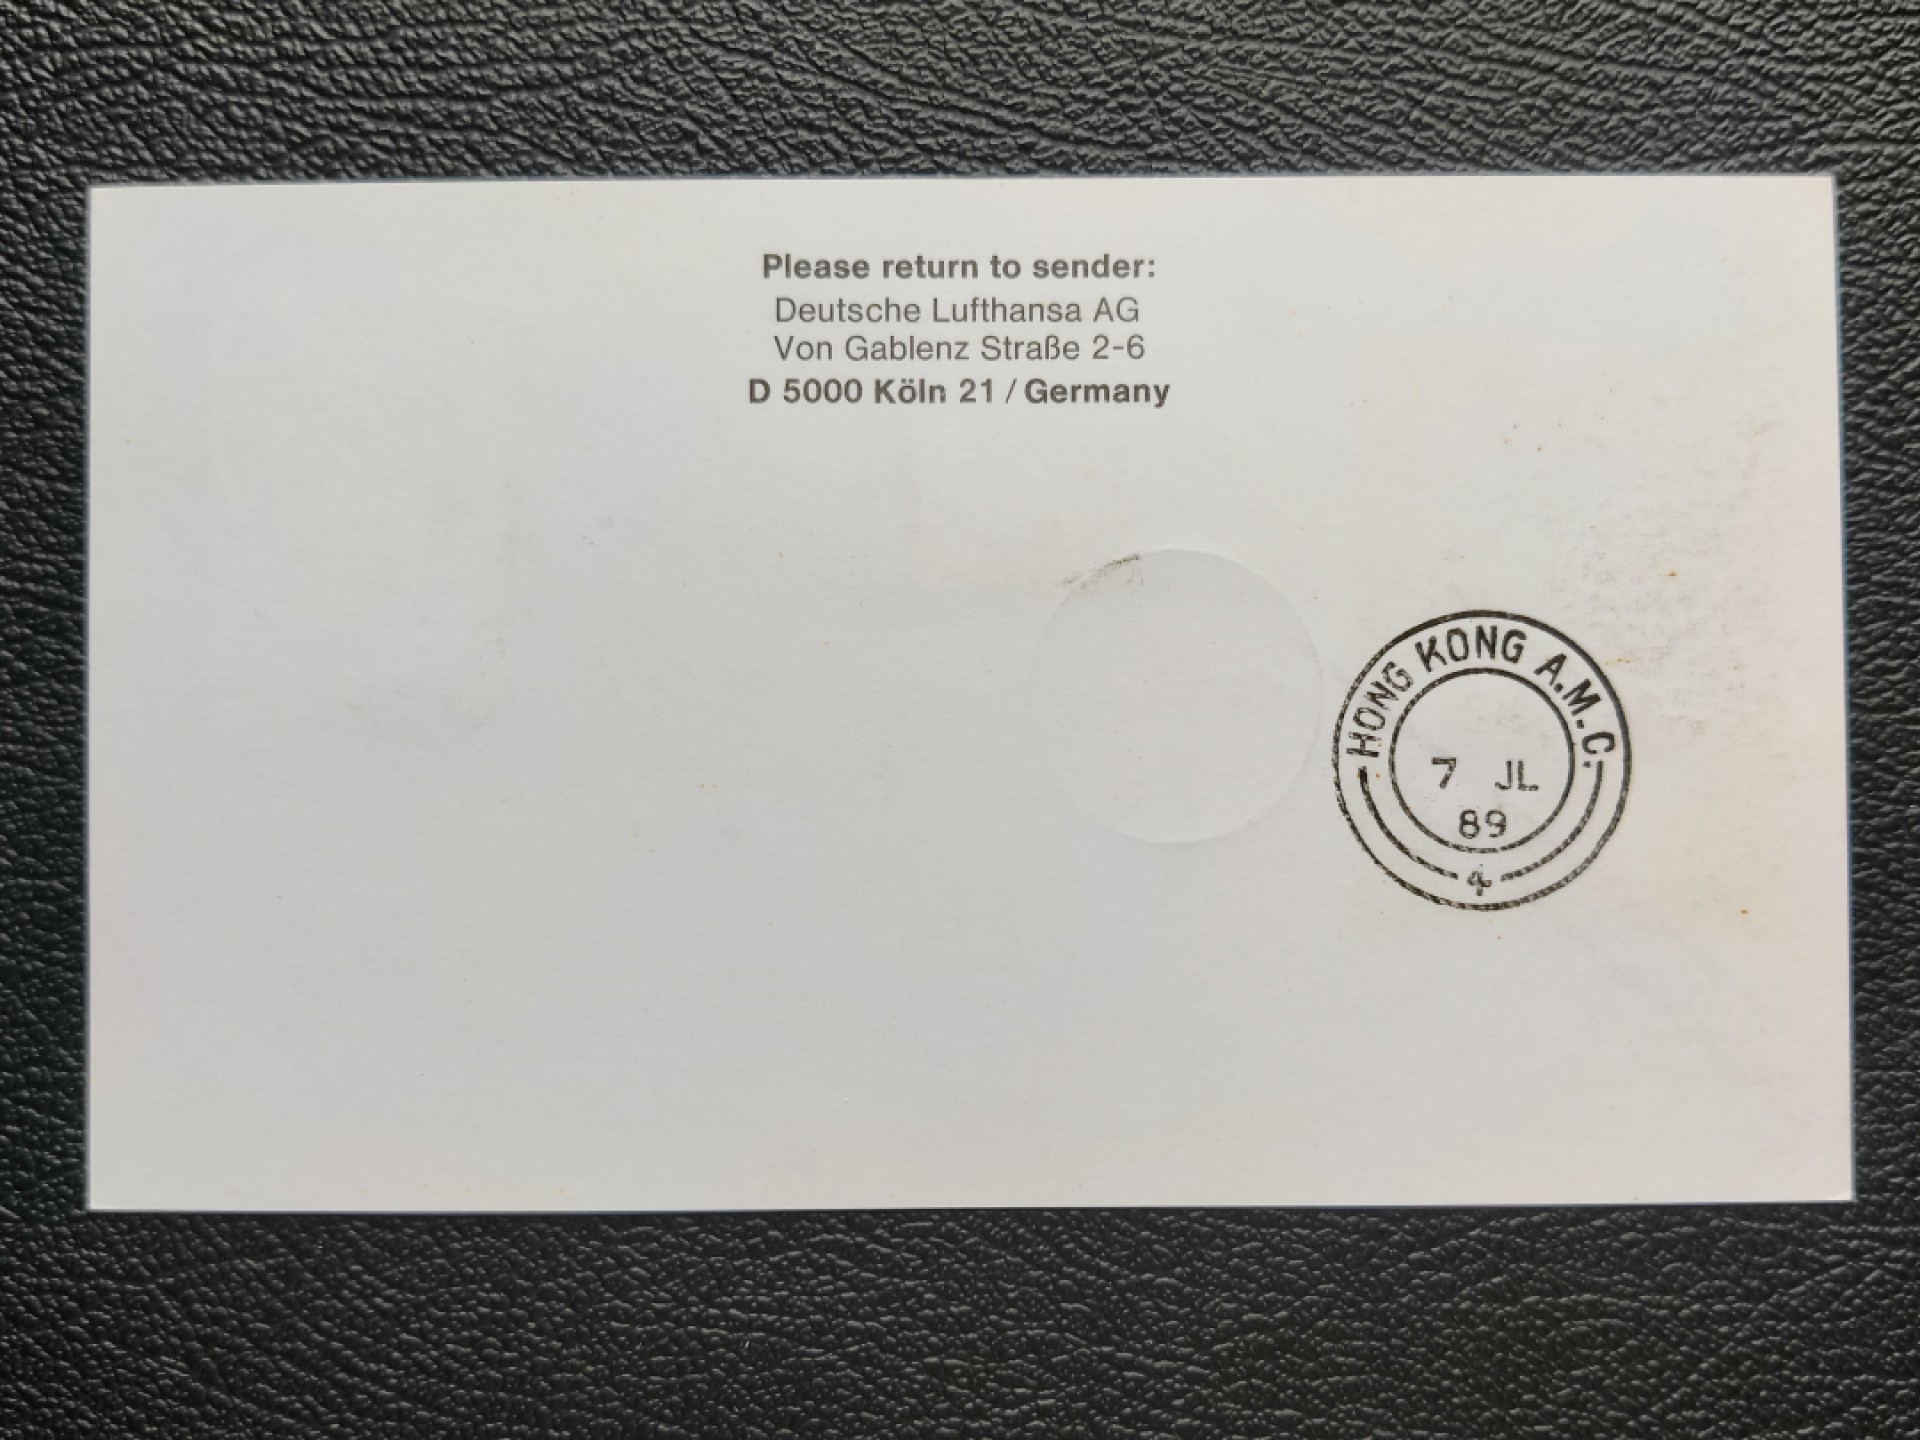 Please return to sender:
Deutsche Lufthansa AG
Von Gablenz Straße 2-6
D 5000 Köln 21 / Germany
HONG KONG A.M.C.
7 JL
89
4